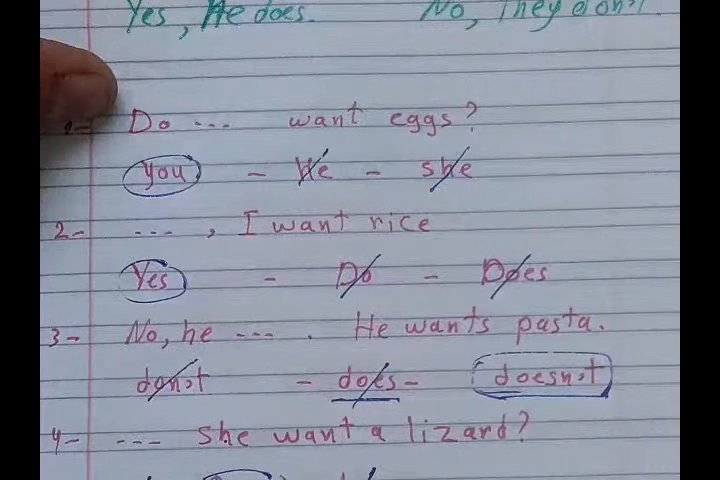 Yes, He does. No, They don't.
1- Do --- want eggs?
you - He - she
2- ---, I want rice
Yes - Do - Does
3- No, he ---. He wants pasta.
don't - does - doesn't
4- --- she want a lizard?